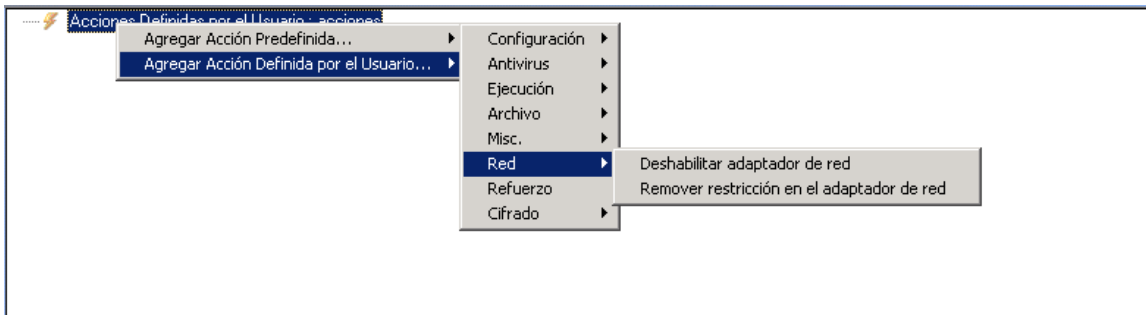 Acciones Definidas por el Usuario : acciones
Agregar Acción Predefinida...
Agregar Acción Definida por el Usuario...
Configuración
Antivirus
Ejecución
Archivo
Misc.
Red
Refuerzo
Cifrado
Deshabilitar adaptador de red
Remover restricción en el adaptador de red